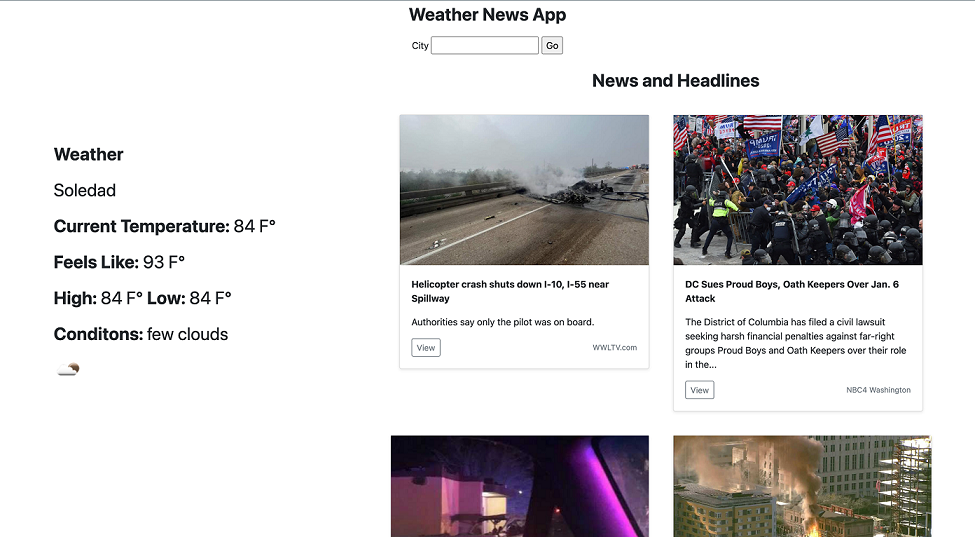 Weather News App
City Go
News and Headlines
Weather
Soledad
Current Temperature: 84 F°
Feels Like: 93 F°
High: 84 F° Low: 84 F°
Conditons: few clouds
Helicopter crash shuts down I-10, I-55 near
Spillway
Authorities say only the pilot was on board.
View WWLTV.com
TRUMP
DC Sues Proud Boys, Oath Keepers Over Jan. 6
Attack
The District of Columbia has filed a civil lawsuit
seeking harsh financial penalties against far-right
groups Proud Boys and Oath Keepers over their role
in the...
View NBC4 Washington